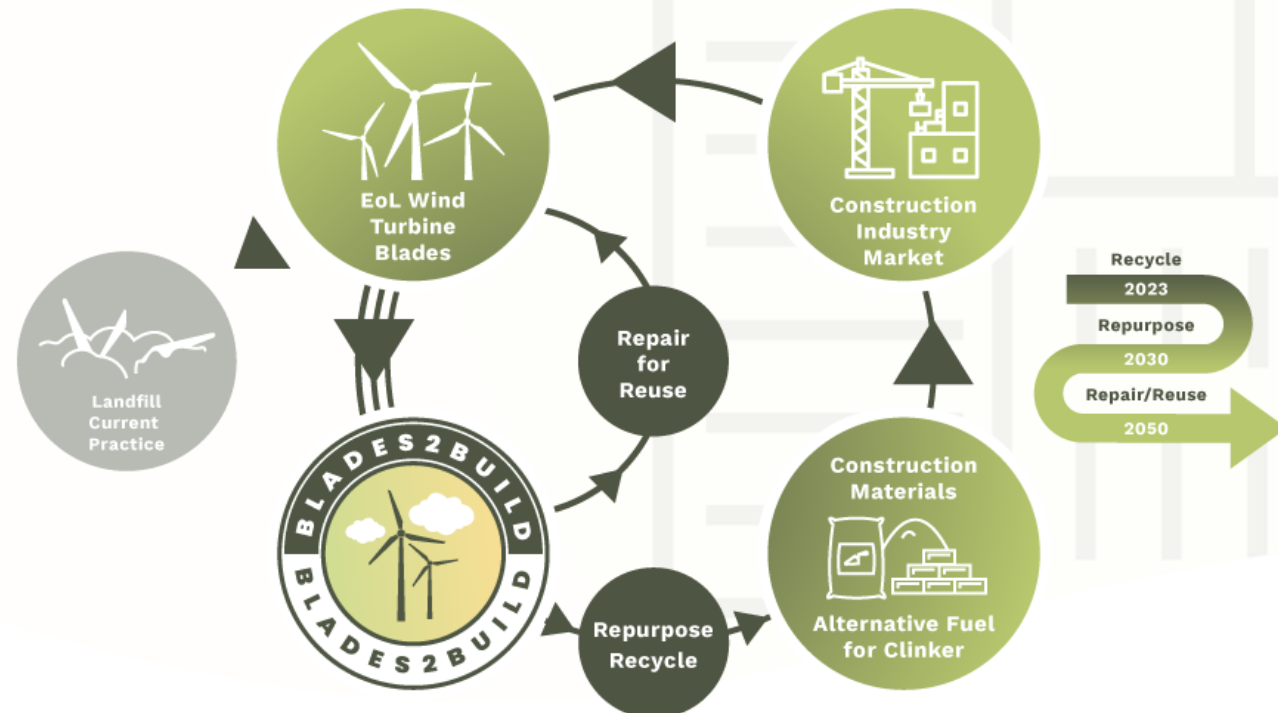 EoL Wind
Turbine
Blades
Construction
Industry
Market
Landfill
Current
Practice
Repair
for
Reuse
Recycle
2023
Repurpose
2030
Repair/Reuse
2050
BLADES2BUILD
BLADES2BUILD
Repurpose
Recycle
Construction
Materials
Alternative Fuel
for Clinker